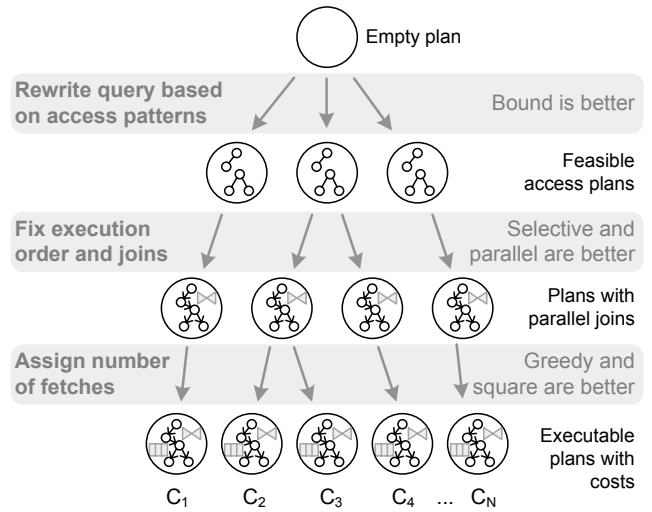 Empty plan
Rewrite query based
on access patterns
Bound is better
Feasible
access plans
Fix execution
order and joins
Selective and
parallel are better
Plans with
parallel joins
Assign number
of fetches
Greedy and
square are better
Executable
plans with
costs
C1 C2 C3 C4 ... CN